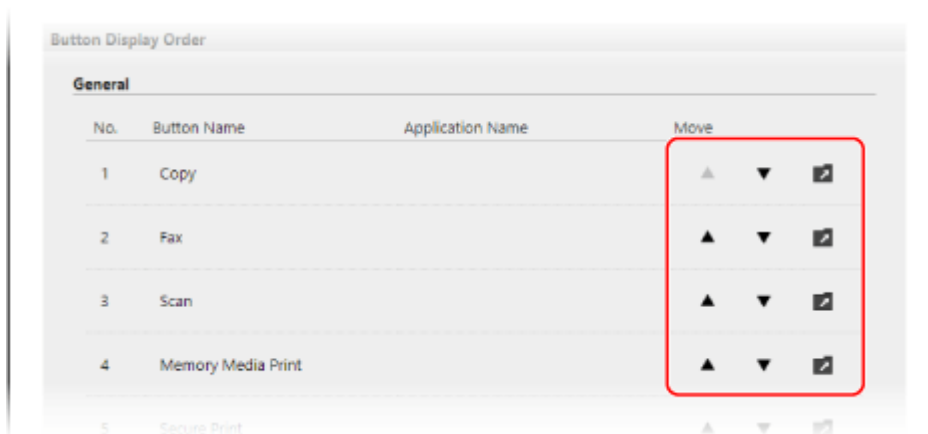 Button Display Order
General
No. Button Name Application Name Move
1 Copy
2 Fax
3 Scan
4 Memory Media Print
5 Secure Print